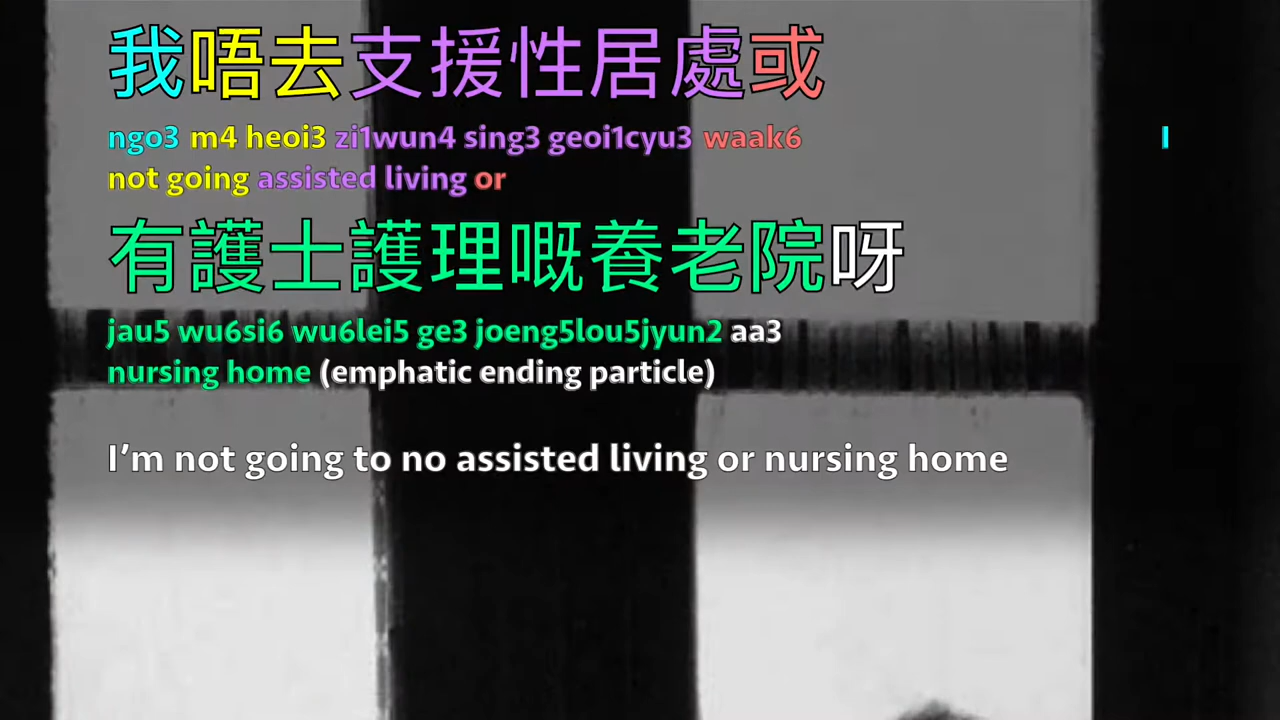 我唔去支援性居處或
ngo3 m4 heoi3 zi1wun4 sing3 geoi1cyu3 waak6
I
not going assisted living or
有護士護理嘅養老院呀
jau5 wu6si6 wu6lei5 ge3 joeng5lou5jyun2 aa3
nursing home (emphatic ending particle)
I’m not going to no assisted living or nursing home